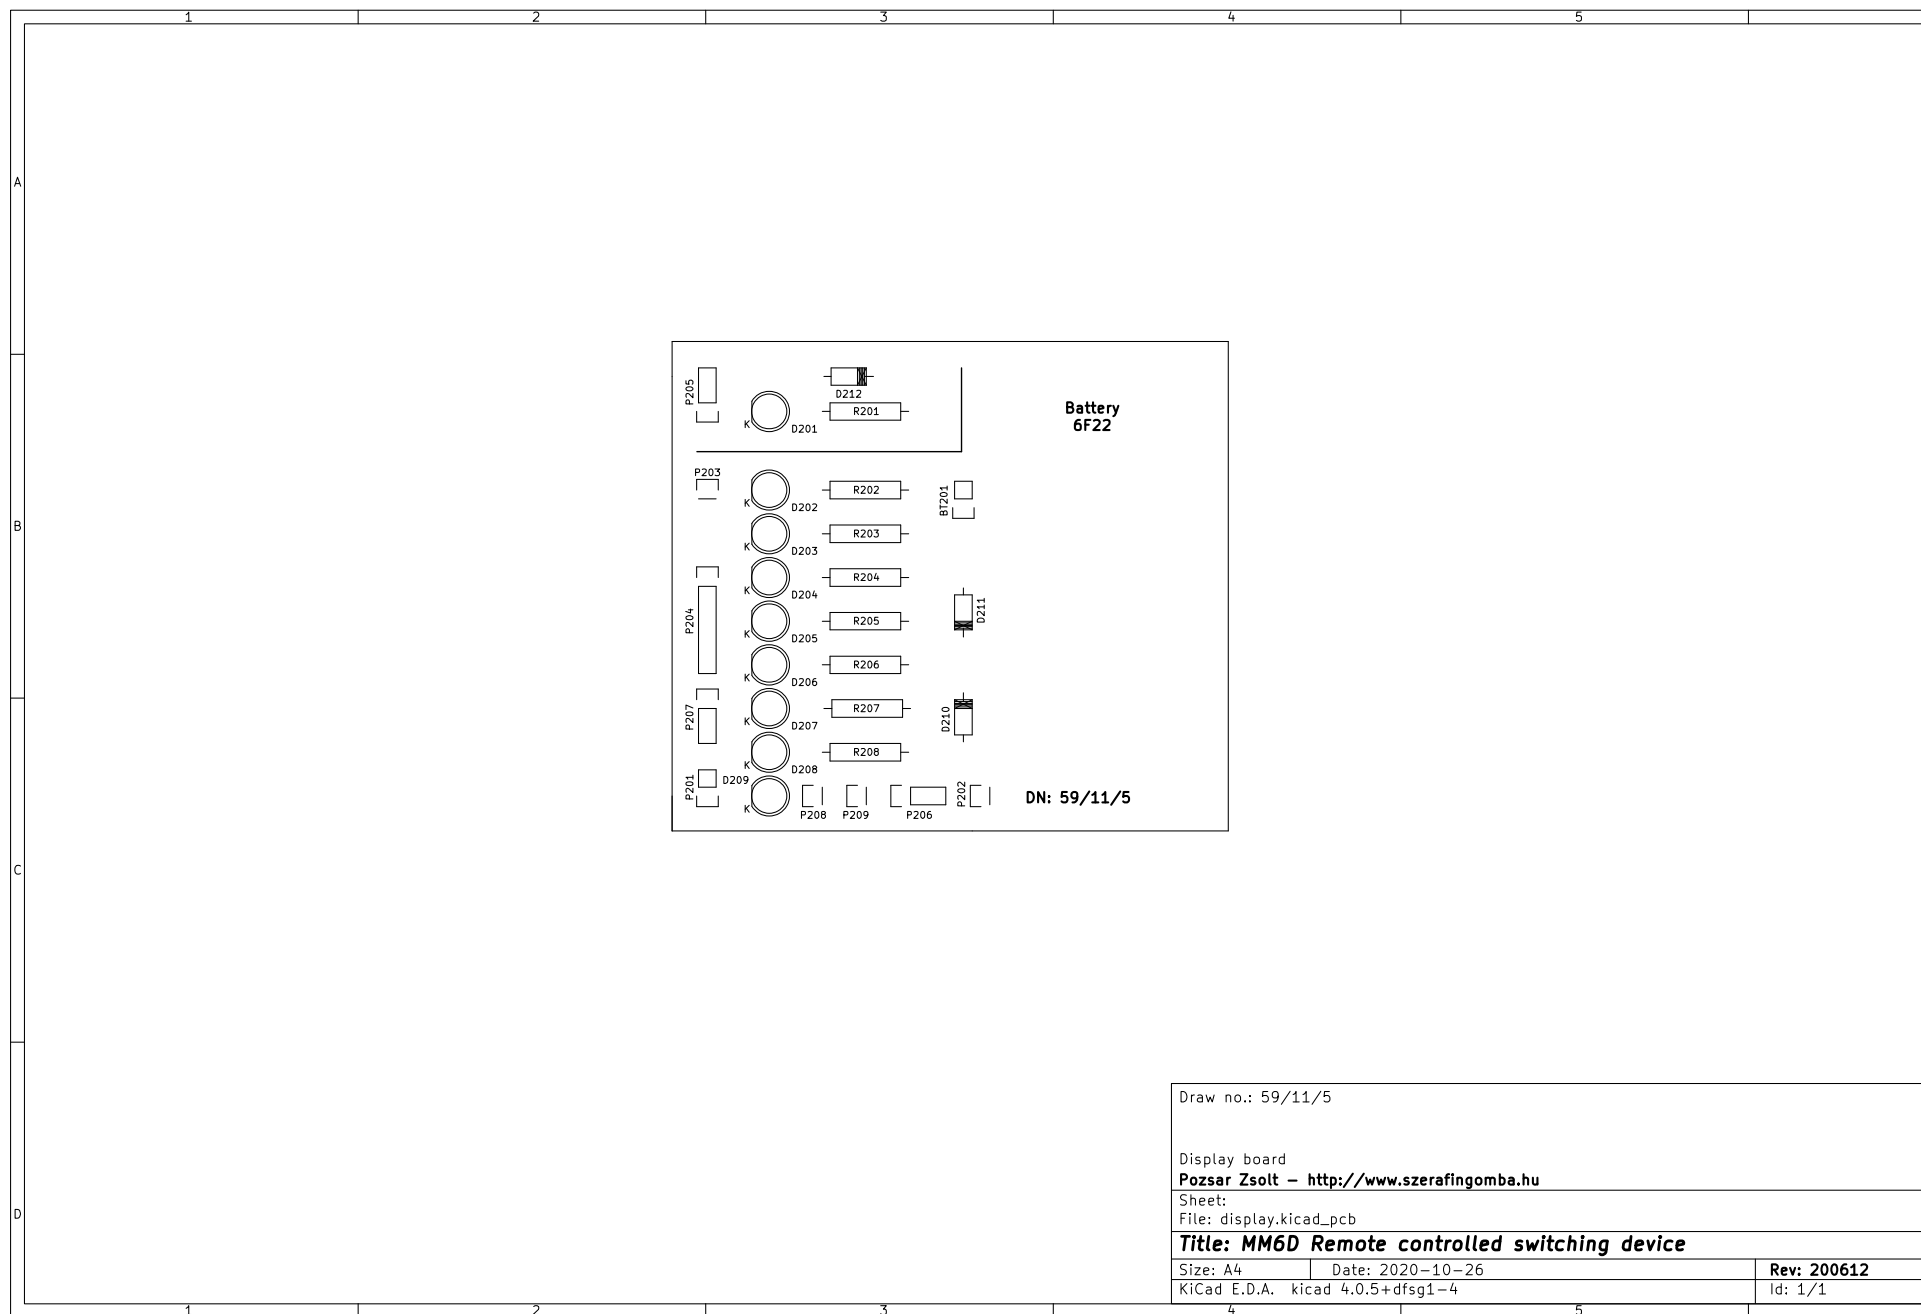 1 2 3 4 5
A
B
C
D
P205
D212
R201
K
D201
Battery
6F22
P203
R202
BT201
K
D202
R203
K
D203
R204
K
D204
P204
R205
D211
K
D205
R206
K
D206
P207
R207
D210
K
D207
R208
K
D208
P201
D209
K
P208
P209
P206
P202
DN: 59/11/5
Draw no.: 59/11/5
Display board
Pozsar Zsolt – http://www.szerafingomba.hu
Sheet:
File: display.kicad_pcb
Title: MM6D Remote controlled switching device
Size: A4 Date: 2020-10-26 Rev: 200612
KiCad E.D.A. kicad 4.0.5+dfsg1-4 Id: 1/1
1 2 3 4 5